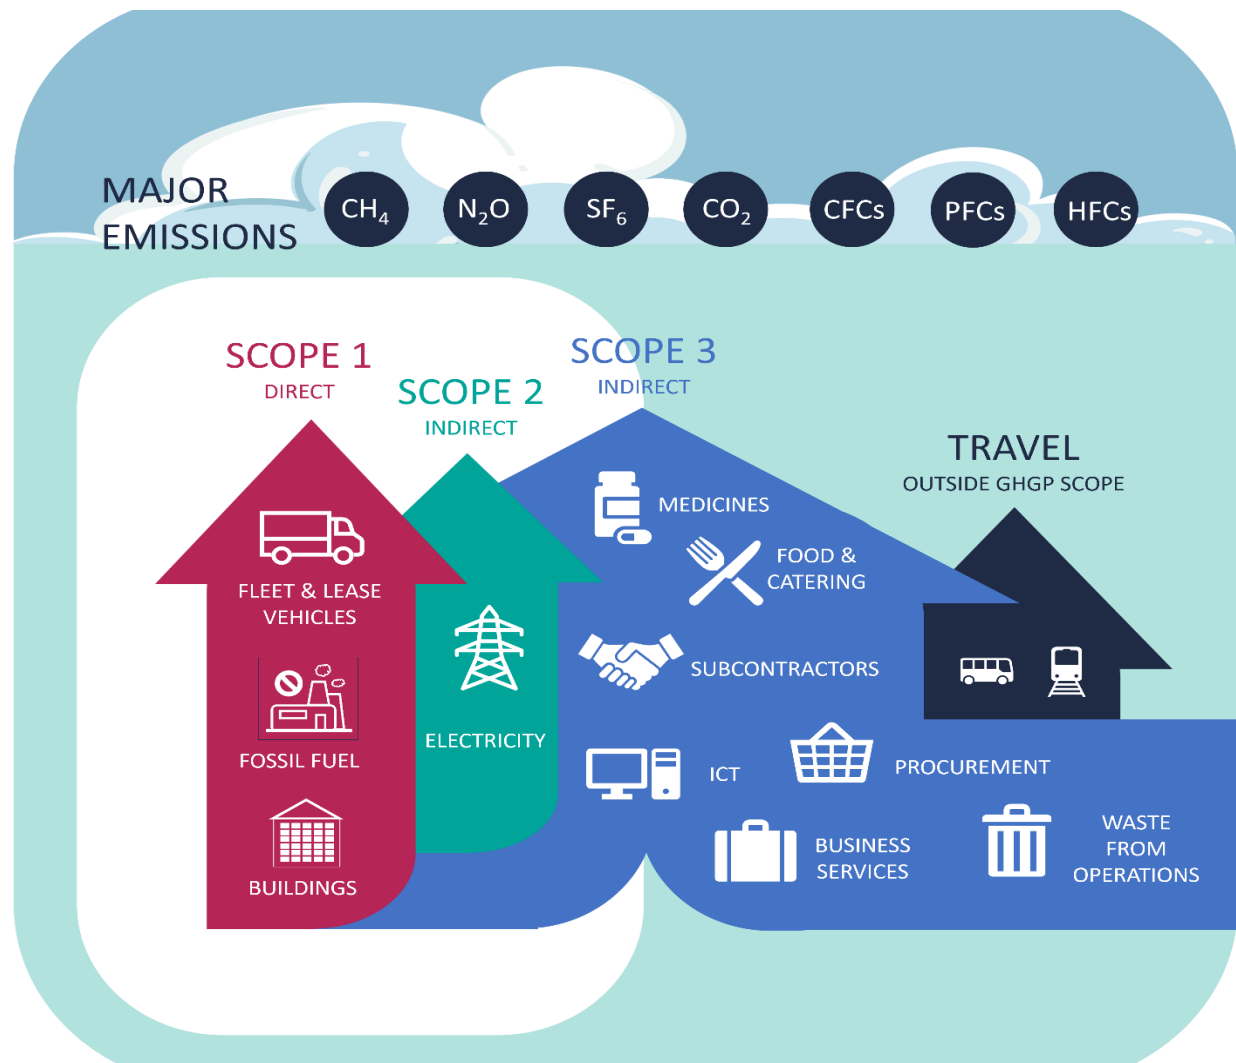 MAJOR
EMISSIONS
CH₄
N₂O
SF₆
CO₂
CFCs
PFCs
HFCs
SCOPE 1
DIRECT
FLEET & LEASE
VEHICLES
FOSSIL FUEL
BUILDINGS
SCOPE 2
INDIRECT
ELECTRICITY
SCOPE 3
INDIRECT
MEDICINES
FOOD &
CATERING
SUBCONTRACTORS
ICT
PROCUREMENT
BUSINESS
SERVICES
WASTE
FROM
OPERATIONS
TRAVEL
OUTSIDE GHGP SCOPE